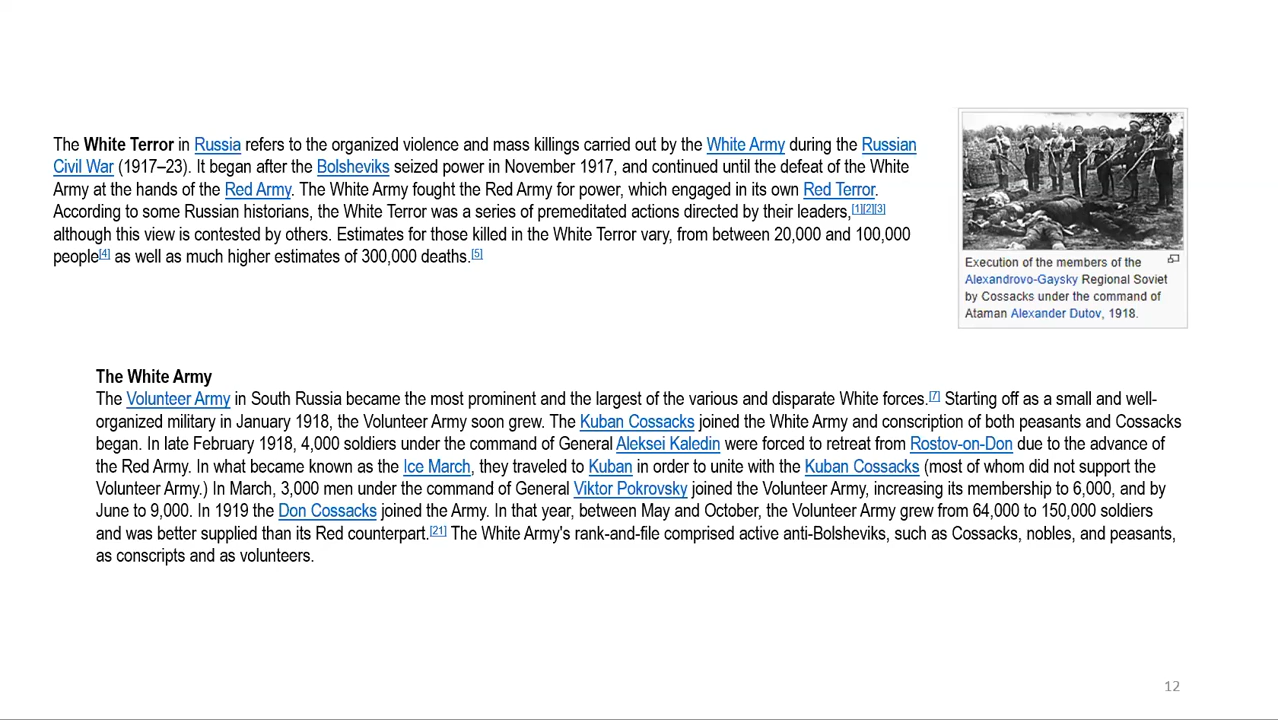 The White Terror in Russia refers to the organized violence and mass killings carried out by the White Army during the Russian
Civil War (1917–23). It began after the Bolsheviks seized power in November 1917, and continued until the defeat of the White
Army at the hands of the Red Army. The White Army fought the Red Army for power, which engaged in its own Red Terror.
According to some Russian historians, the White Terror was a series of premeditated actions directed by their leaders,[1][2][3]
although this view is contested by others. Estimates for those killed in the White Terror vary, from between 20,000 and 100,000
people[4] as well as much higher estimates of 300,000 deaths.[5]
Execution of the members of the
Alexandrovo-Gaysky Regional Soviet
by Cossacks under the command of
Ataman Alexander Dutov, 1918.
The White Army
The Volunteer Army in South Russia became the most prominent and the largest of the various and disparate White forces.[7] Starting off as a small and well-
organized military in January 1918, the Volunteer Army soon grew. The Kuban Cossacks joined the White Army and conscription of both peasants and Cossacks
began. In late February 1918, 4,000 soldiers under the command of General Aleksei Kaledin were forced to retreat from Rostov-on-Don due to the advance of
the Red Army. In what became known as the Ice March, they traveled to Kuban in order to unite with the Kuban Cossacks (most of whom did not support the
Volunteer Army.) In March, 3,000 men under the command of General Viktor Pokrovsky joined the Volunteer Army, increasing its membership to 6,000, and by
June to 9,000. In 1919 the Don Cossacks joined the Army. In that year, between May and October, the Volunteer Army grew from 64,000 to 150,000 soldiers
and was better supplied than its Red counterpart.[21] The White Army's rank-and-file comprised active anti-Bolsheviks, such as Cossacks, nobles, and peasants,
as conscripts and as volunteers.
12